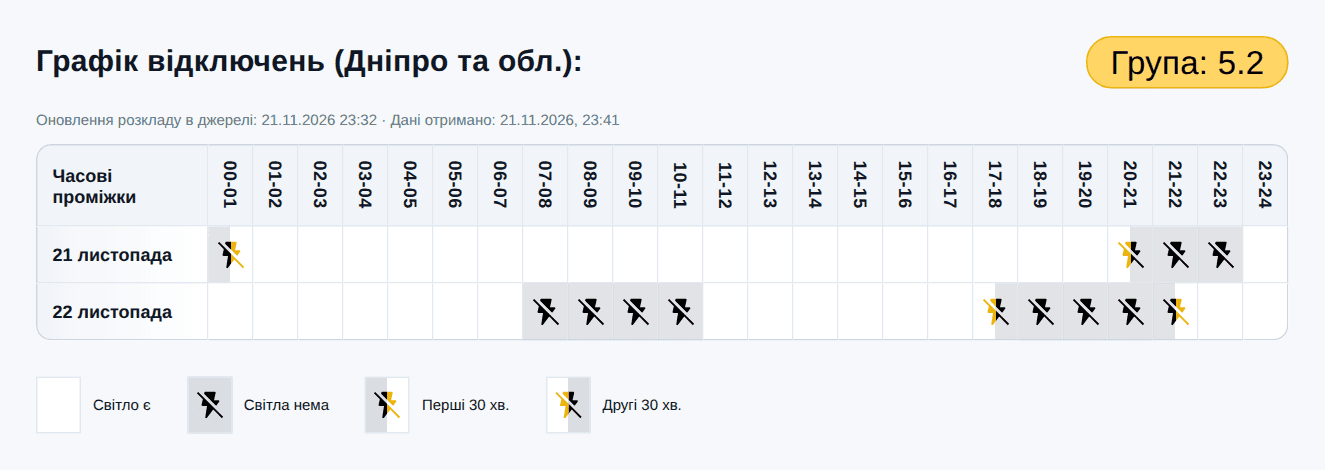 Графік відключень (Дніпро та обл.):
Група: 5.2
Оновлення розкладу в джерелі: 21.11.2026 23:32 · Дані отримано: 21.11.2026, 23:41
Часові
проміжки
00-01
01-02
02-03
03-04
04-05
05-06
06-07
07-08
08-09
09-10
10-11
11-12
12-13
13-14
14-15
15-16
16-17
17-18
18-19
19-20
20-21
21-22
22-23
23-24
21 листопада
22 листопада
Світло є
Світла нема
Перші 30 хв.
Другі 30 хв.